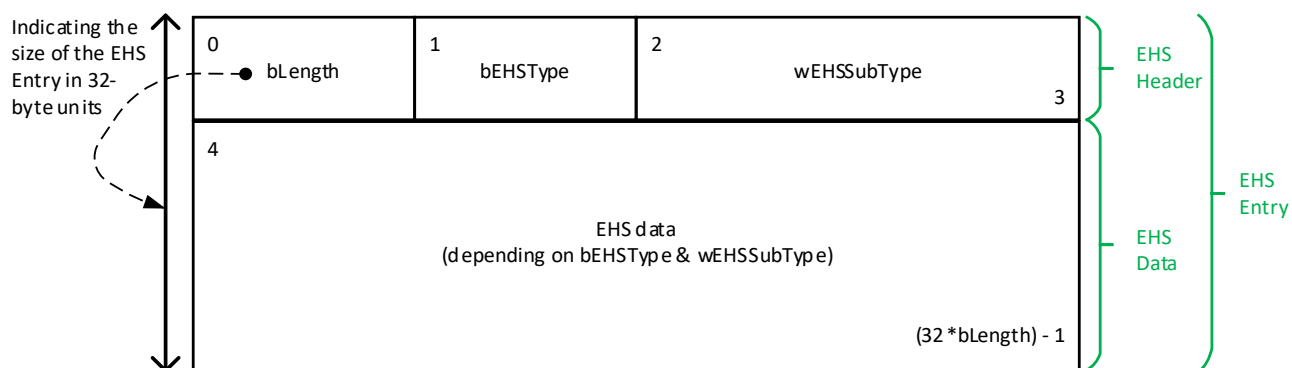 Indicating the
size of the EHS
Entry in 32-
byte units
0
bLength
1
bEHSType
2
wEHSSubType
3
EHS
Header
4
EHS data
(depending on bEHSType & wEHSSubType)
(32 *bLength) - 1
EHS
Data
EHS
Entry